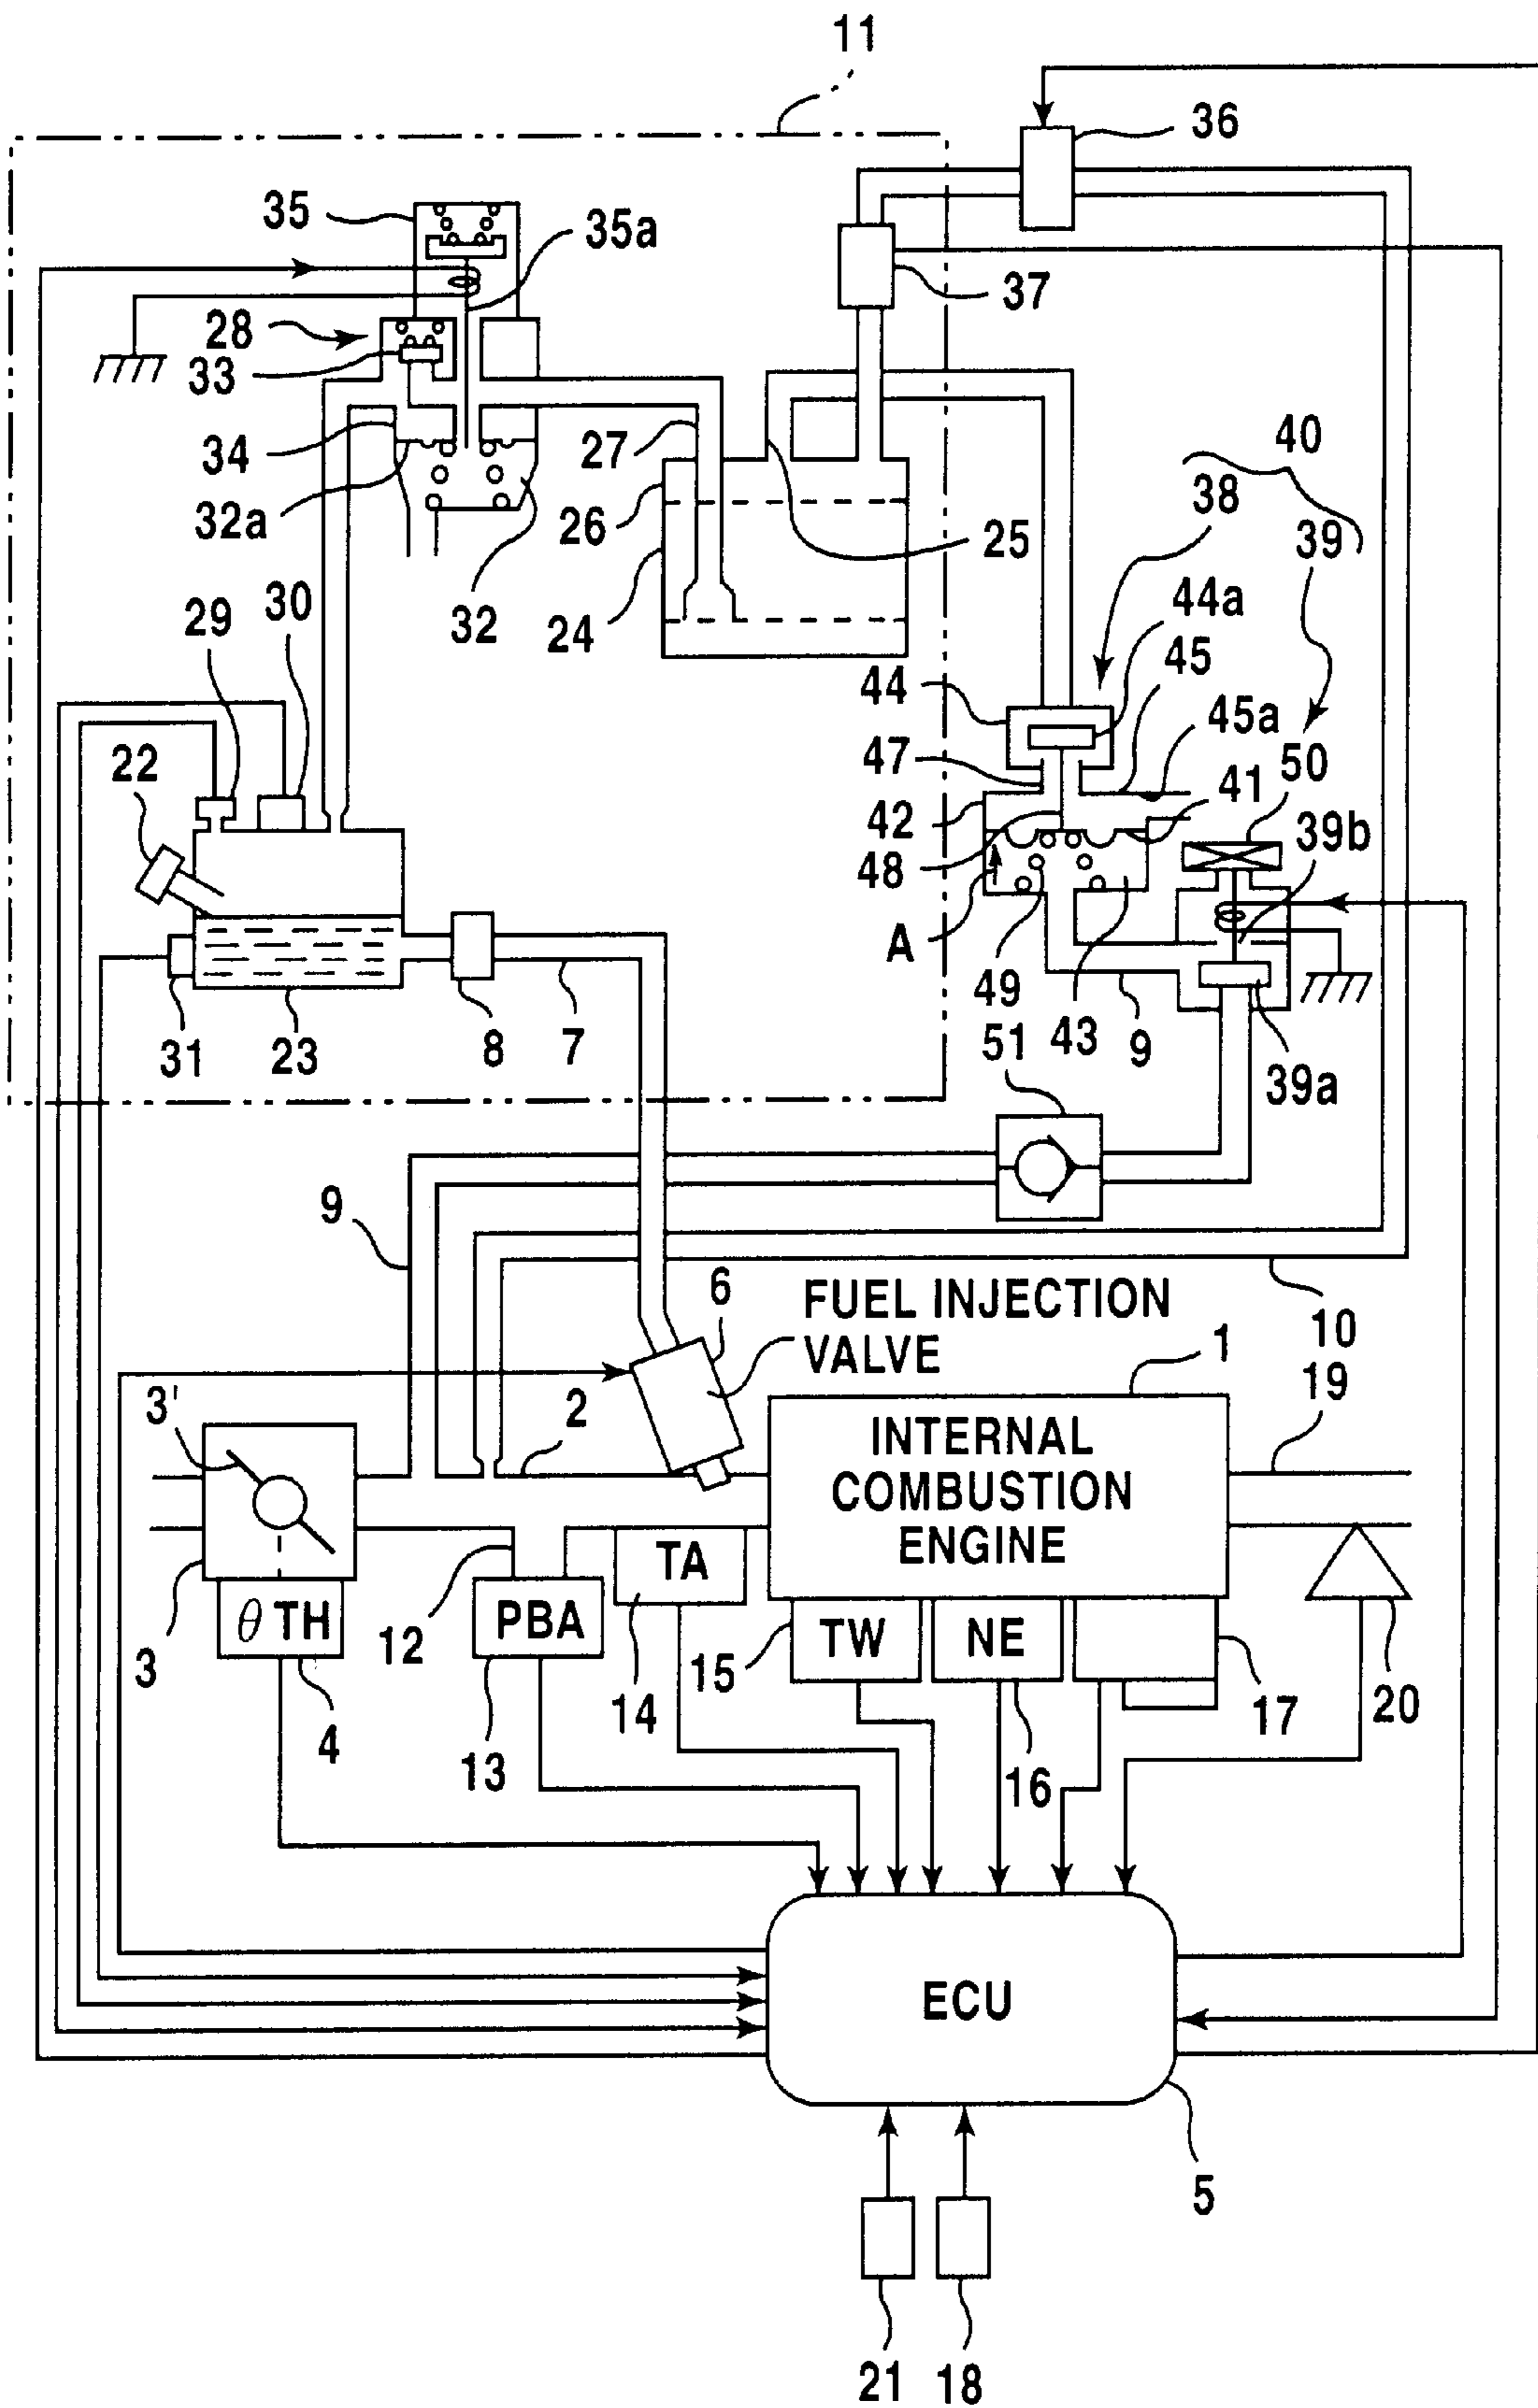 11
36
35
35a
37
28
33
40
34
27
38
32a
26
25
39
32
24
29
30
44a
44
45
45a
22
47
50
42
41
39b
48
A
49
43
9
31
23
8
7
51
39a
9
6
FUEL INJECTION
VALVE
10
1
19
3'
2
INTERNAL
COMBUSTION
ENGINE
TA
θ TH
12
PBA
TW
NE
3
15
14
17
20
4
13
16
ECU
5
21
18